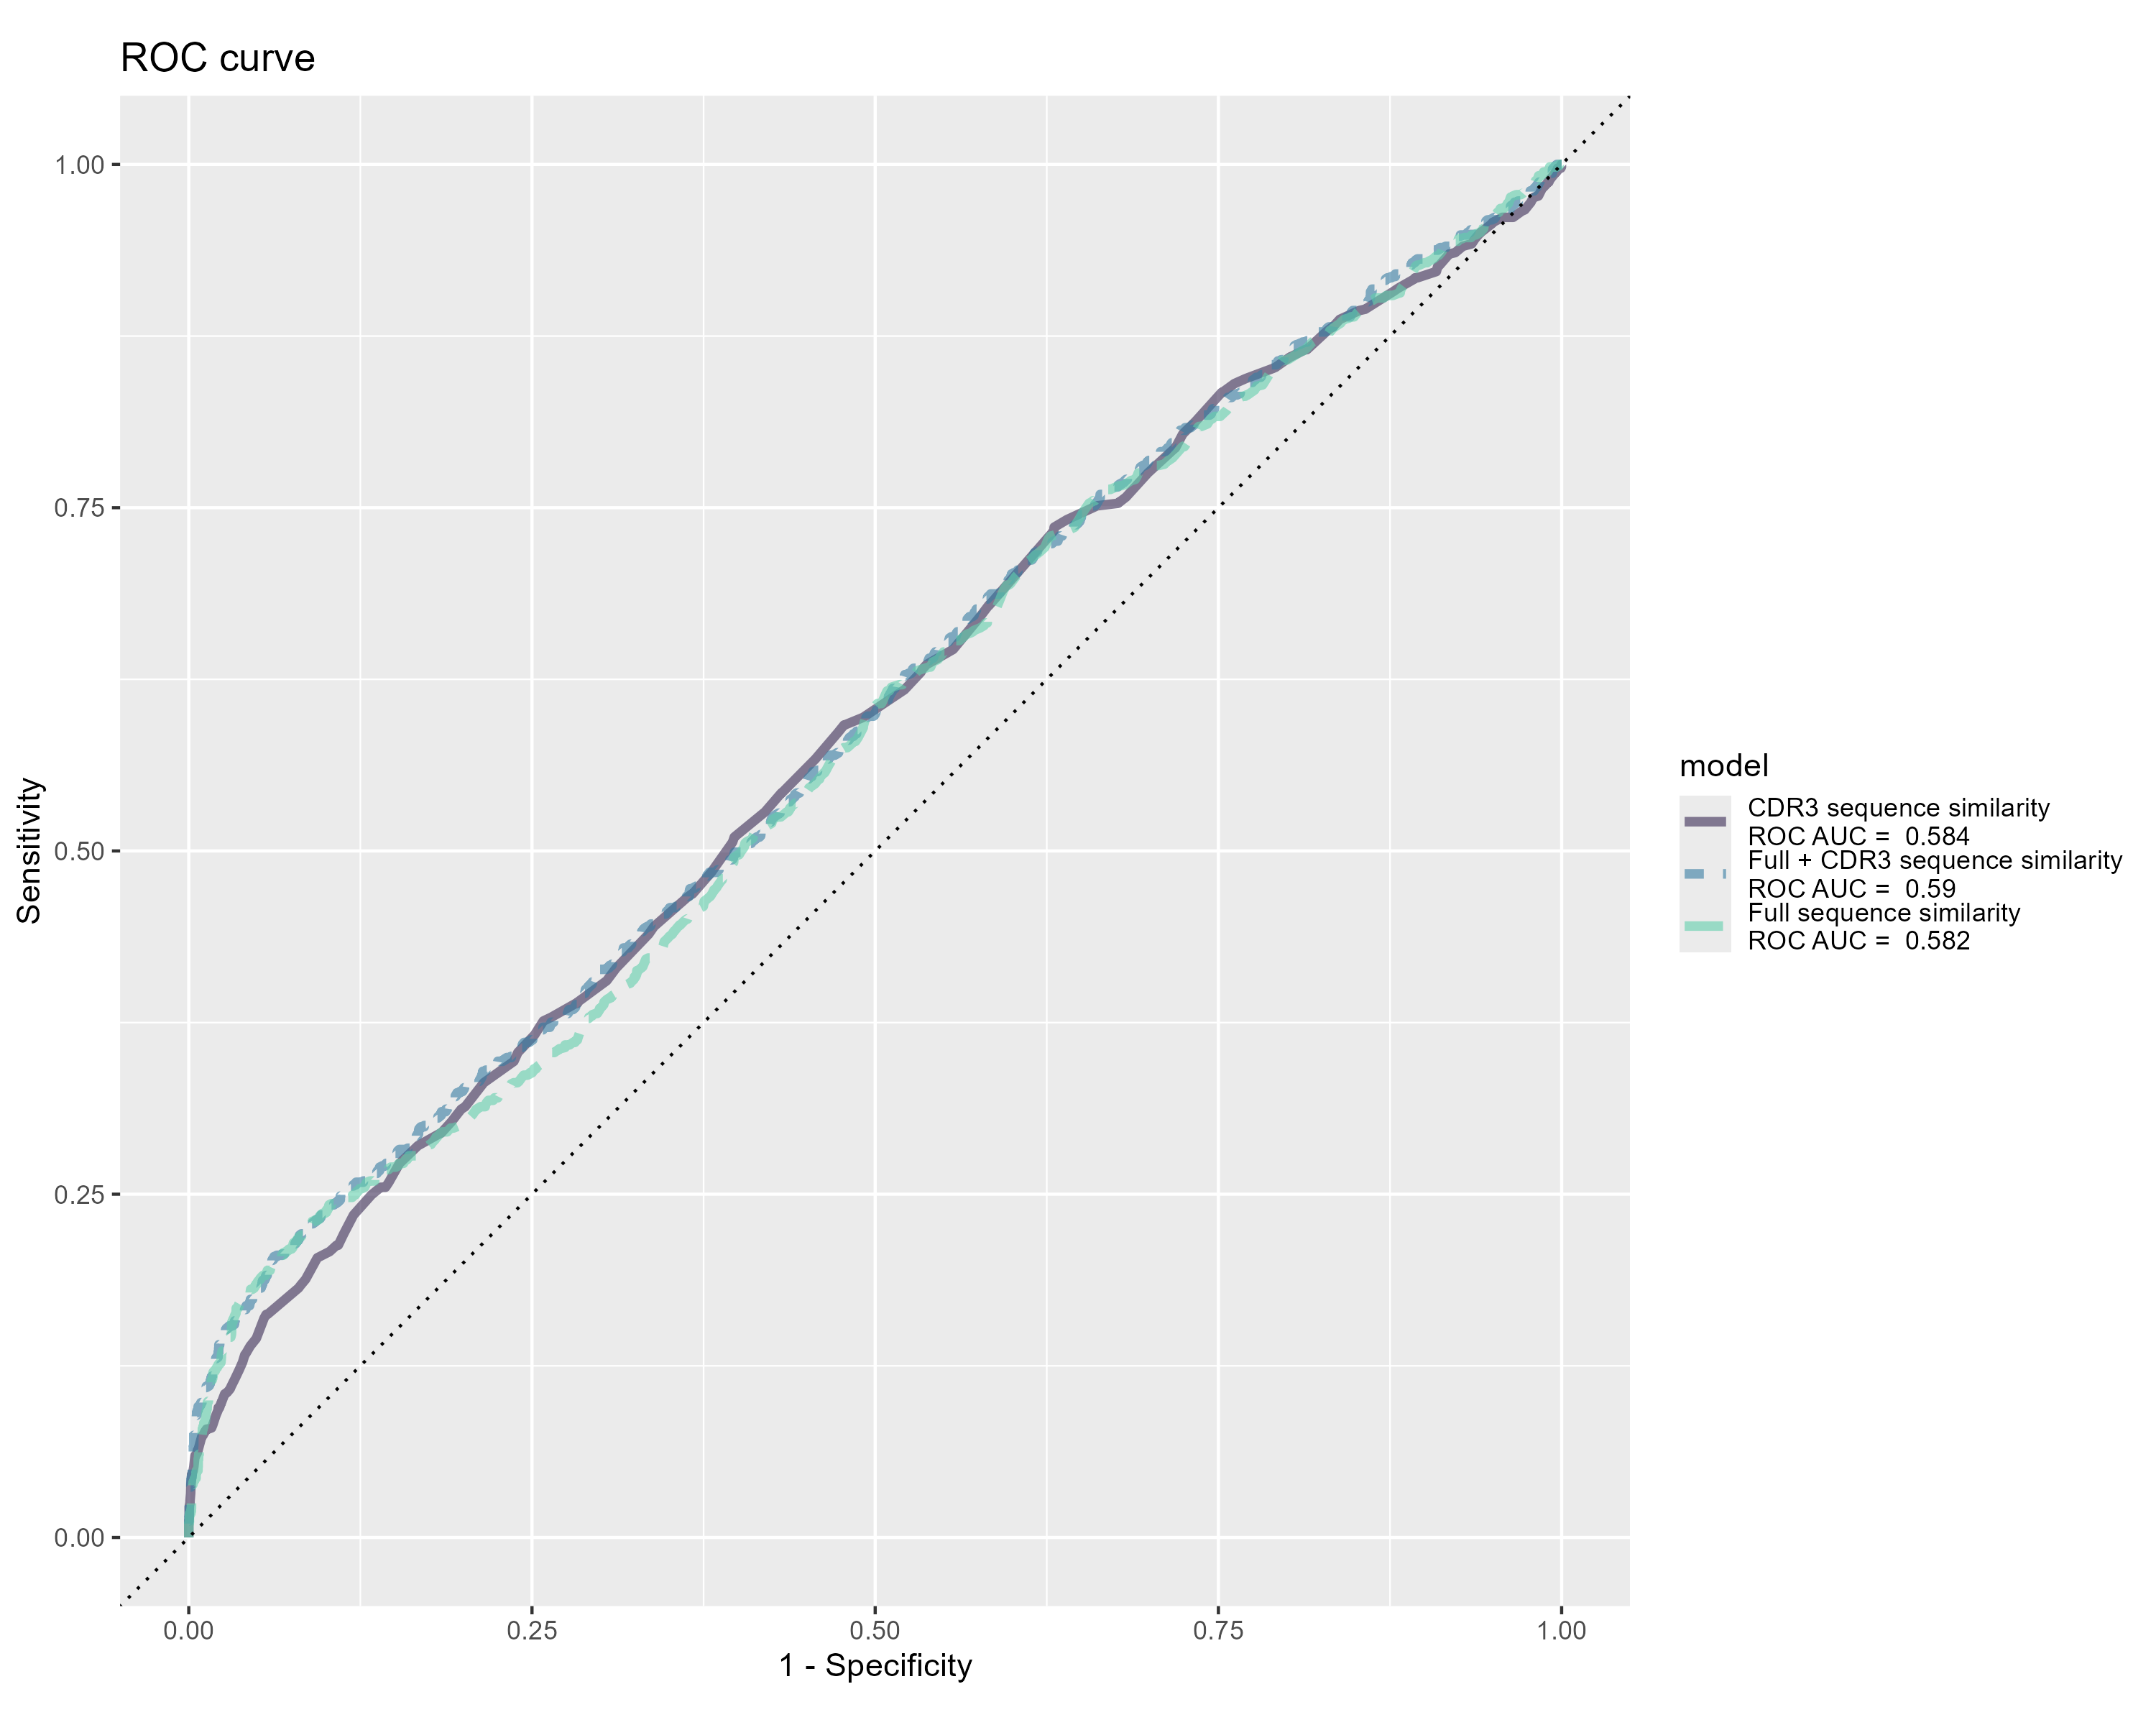 ROC curve
1.00
0.75
0.50
0.25
0.00
Sensitivity
0.00
0.25
0.50
0.75
1.00
1 - Specificity
model
CDR3 sequence similarity
ROC AUC =  0.584
Full + CDR3 sequence similarity
ROC AUC =  0.59
Full sequence similarity
ROC AUC =  0.582